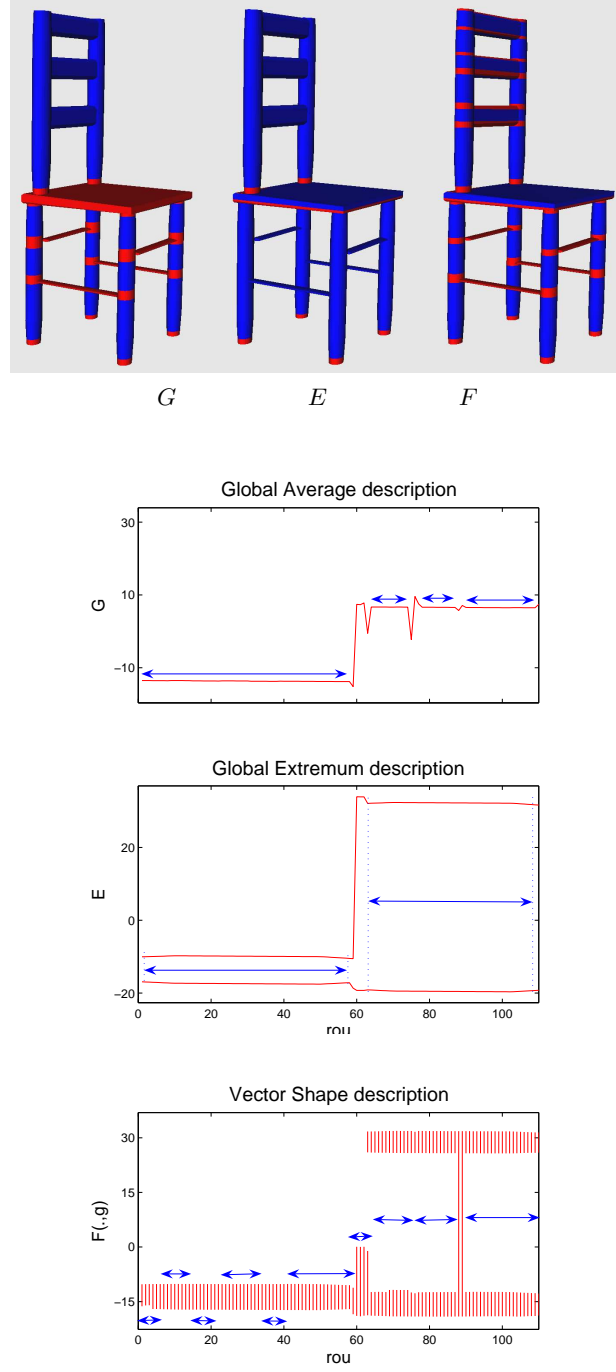 G E F
Global Average description
30
10
−10
G
Global Extremum description
20
0
−20
E
0 20 40 60 80 100
rou
Vector Shape description
30
15
0
−15
F(.,g)
0 20 40 60 80 100
rou